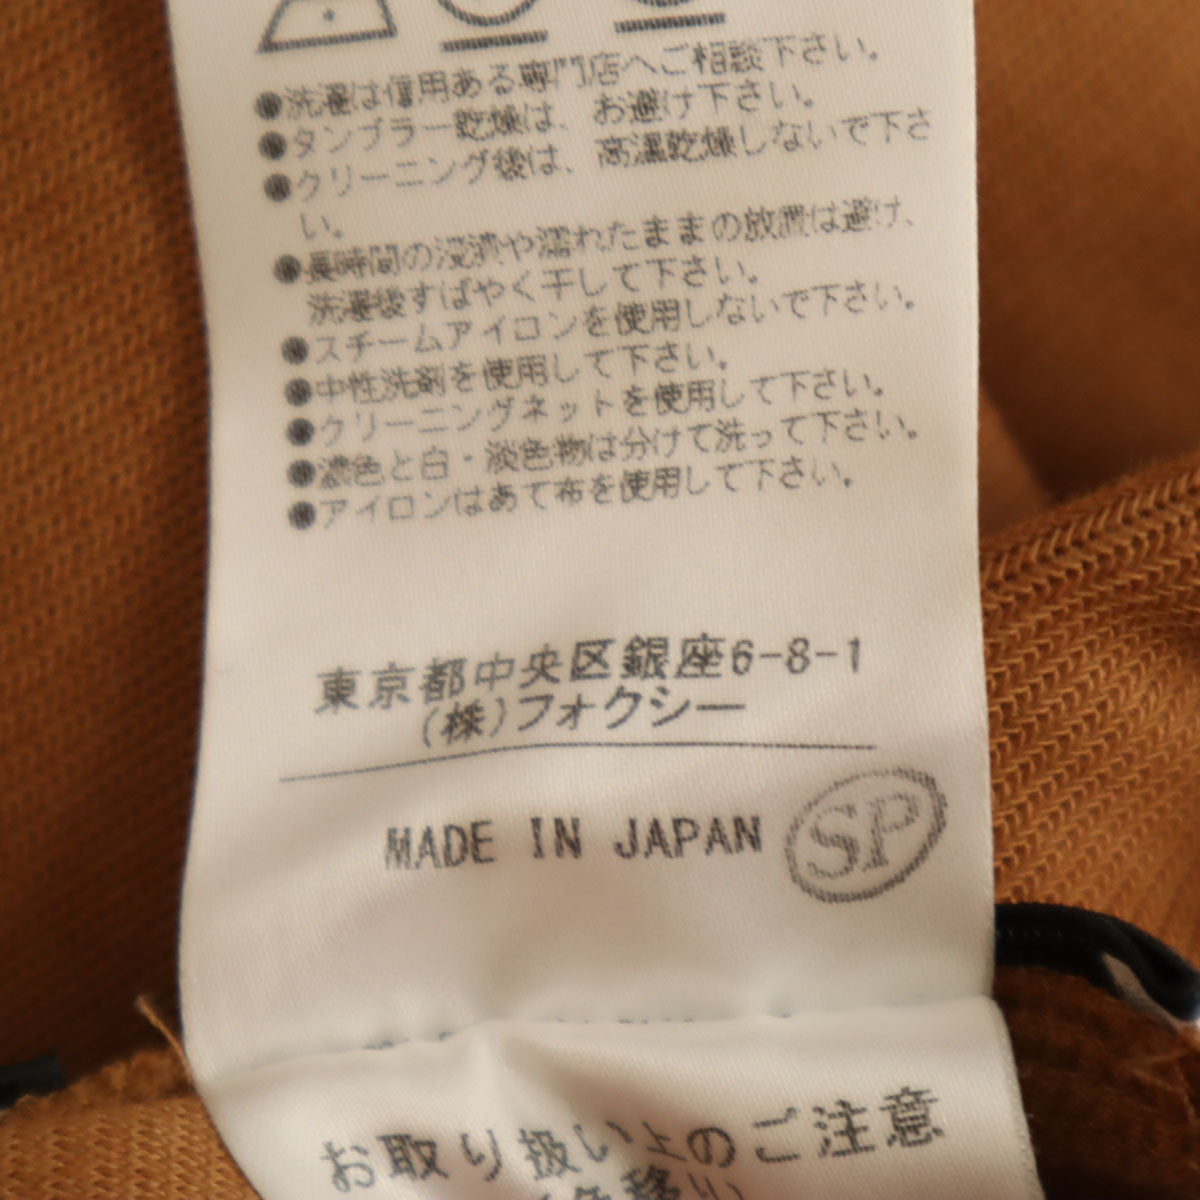 ●洗濯は信用ある専門店へご相談下さい。
●タンブラー乾燥は、お避け下さい。
●クリーニング後は、高温乾燥しないで下さ
い。
●長時間の浸漬や濡れたままの放置は避け、
洗濯後すばやく干して下さい。
●スチームアイロンを使用しないで下さい。
●中性洗剤を使用して下さい。
●クリーニングネットを使用して下さい。
●濃色と白・淡色物は分けて洗って下さい。
●アイロンはあて布を使用して下さい。
東京都中央区銀座6-8-1
(株)フォクシー
MADE IN JAPAN SP
お取り扱い上のご注意